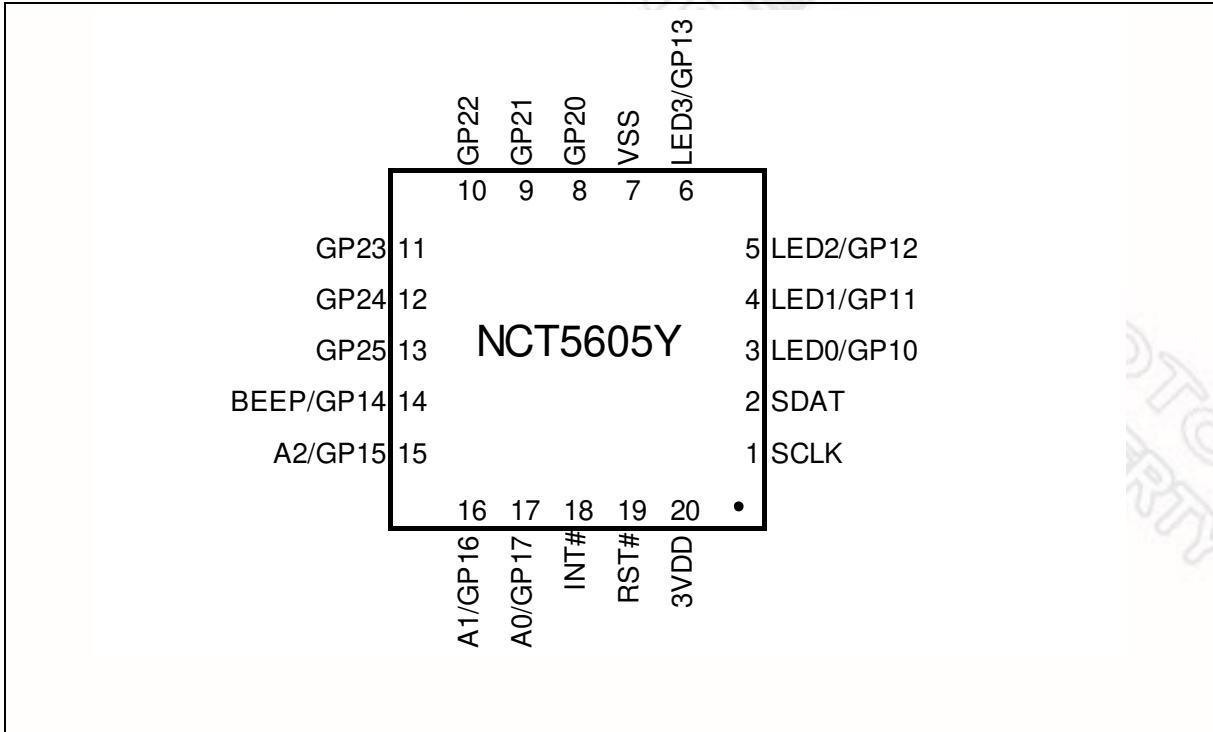 GP22 GP21 GP20 VSS LED3/GP13
10 9 8 7 6
GP23 11 5 LED2/GP12
GP24 12 4 LED1/GP11
NCT5605Y
GP25 13 3 LED0/GP10
BEEP/GP14 14 2 SDAT
A2/GP15 15 1 SCLK
16 17 18 19 20
A1/GP16 A0/GP17 INT# RST# 3VDD